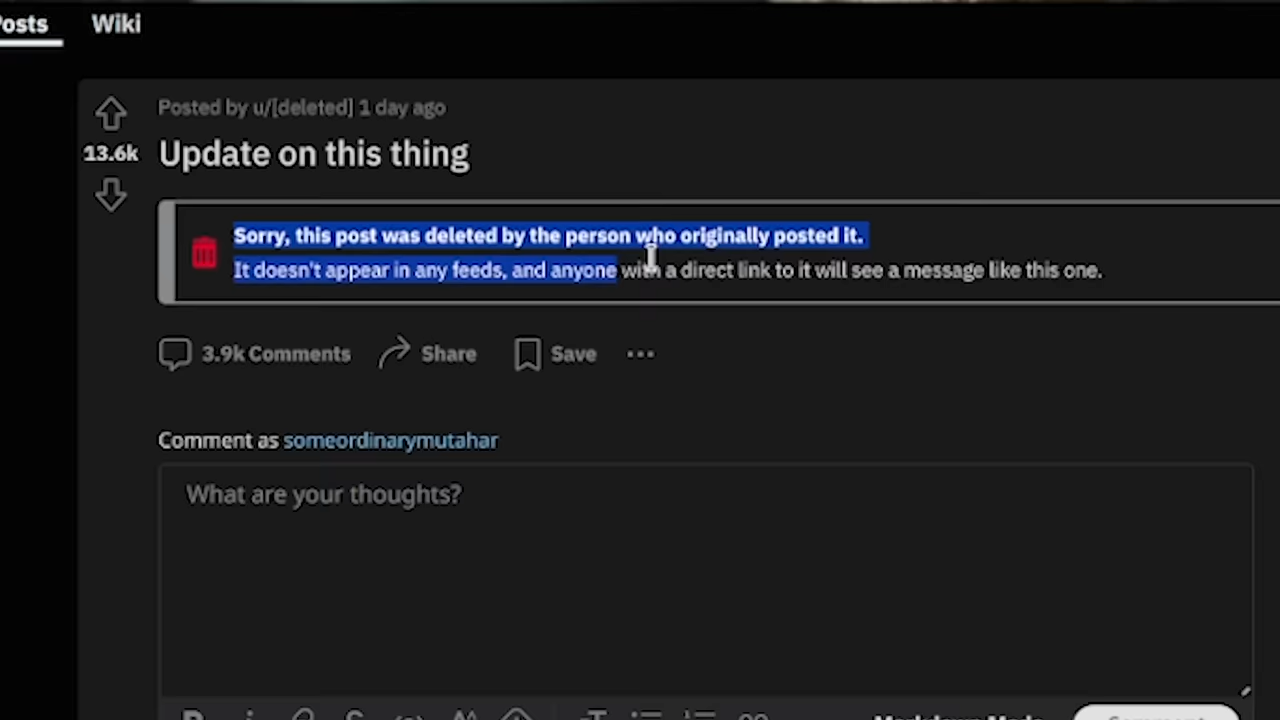 Posts Wiki
Posted by u/[deleted] 1 day ago
13.6k Update on this thing
Sorry, this post was deleted by the person who originally posted it.
It doesn't appear in any feeds, and anyone with a direct link to it will see a message like this one.
3.9k Comments Share Save ...
Comment as someordinarymutahar
What are your thoughts?
Markdown Mode Comment